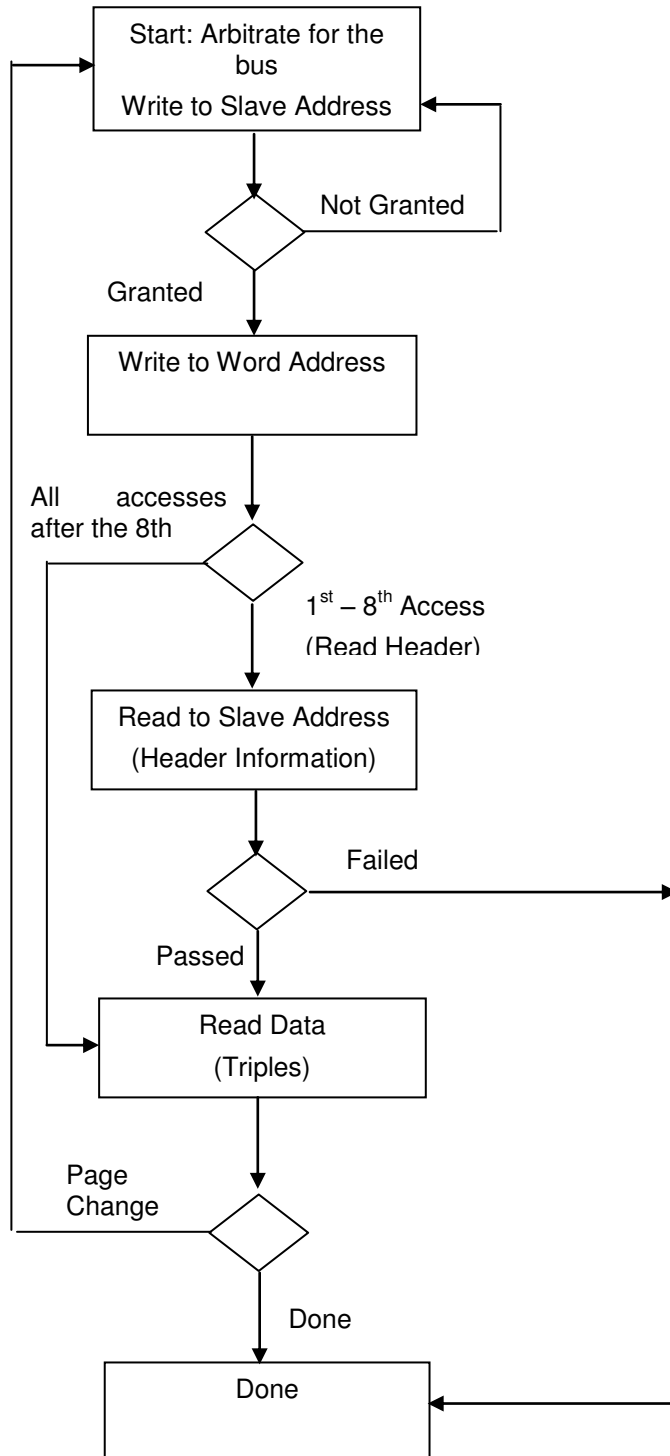 Start: Arbitrate for the
bus
Write to Slave Address
Not Granted
Granted
Write to Word Address
All accesses
after the 8th
1st – 8th Access
(Read Header)
Read to Slave Address
(Header Information)
Failed
Passed
Read Data
(Triples)
Page
Change
Done
Done